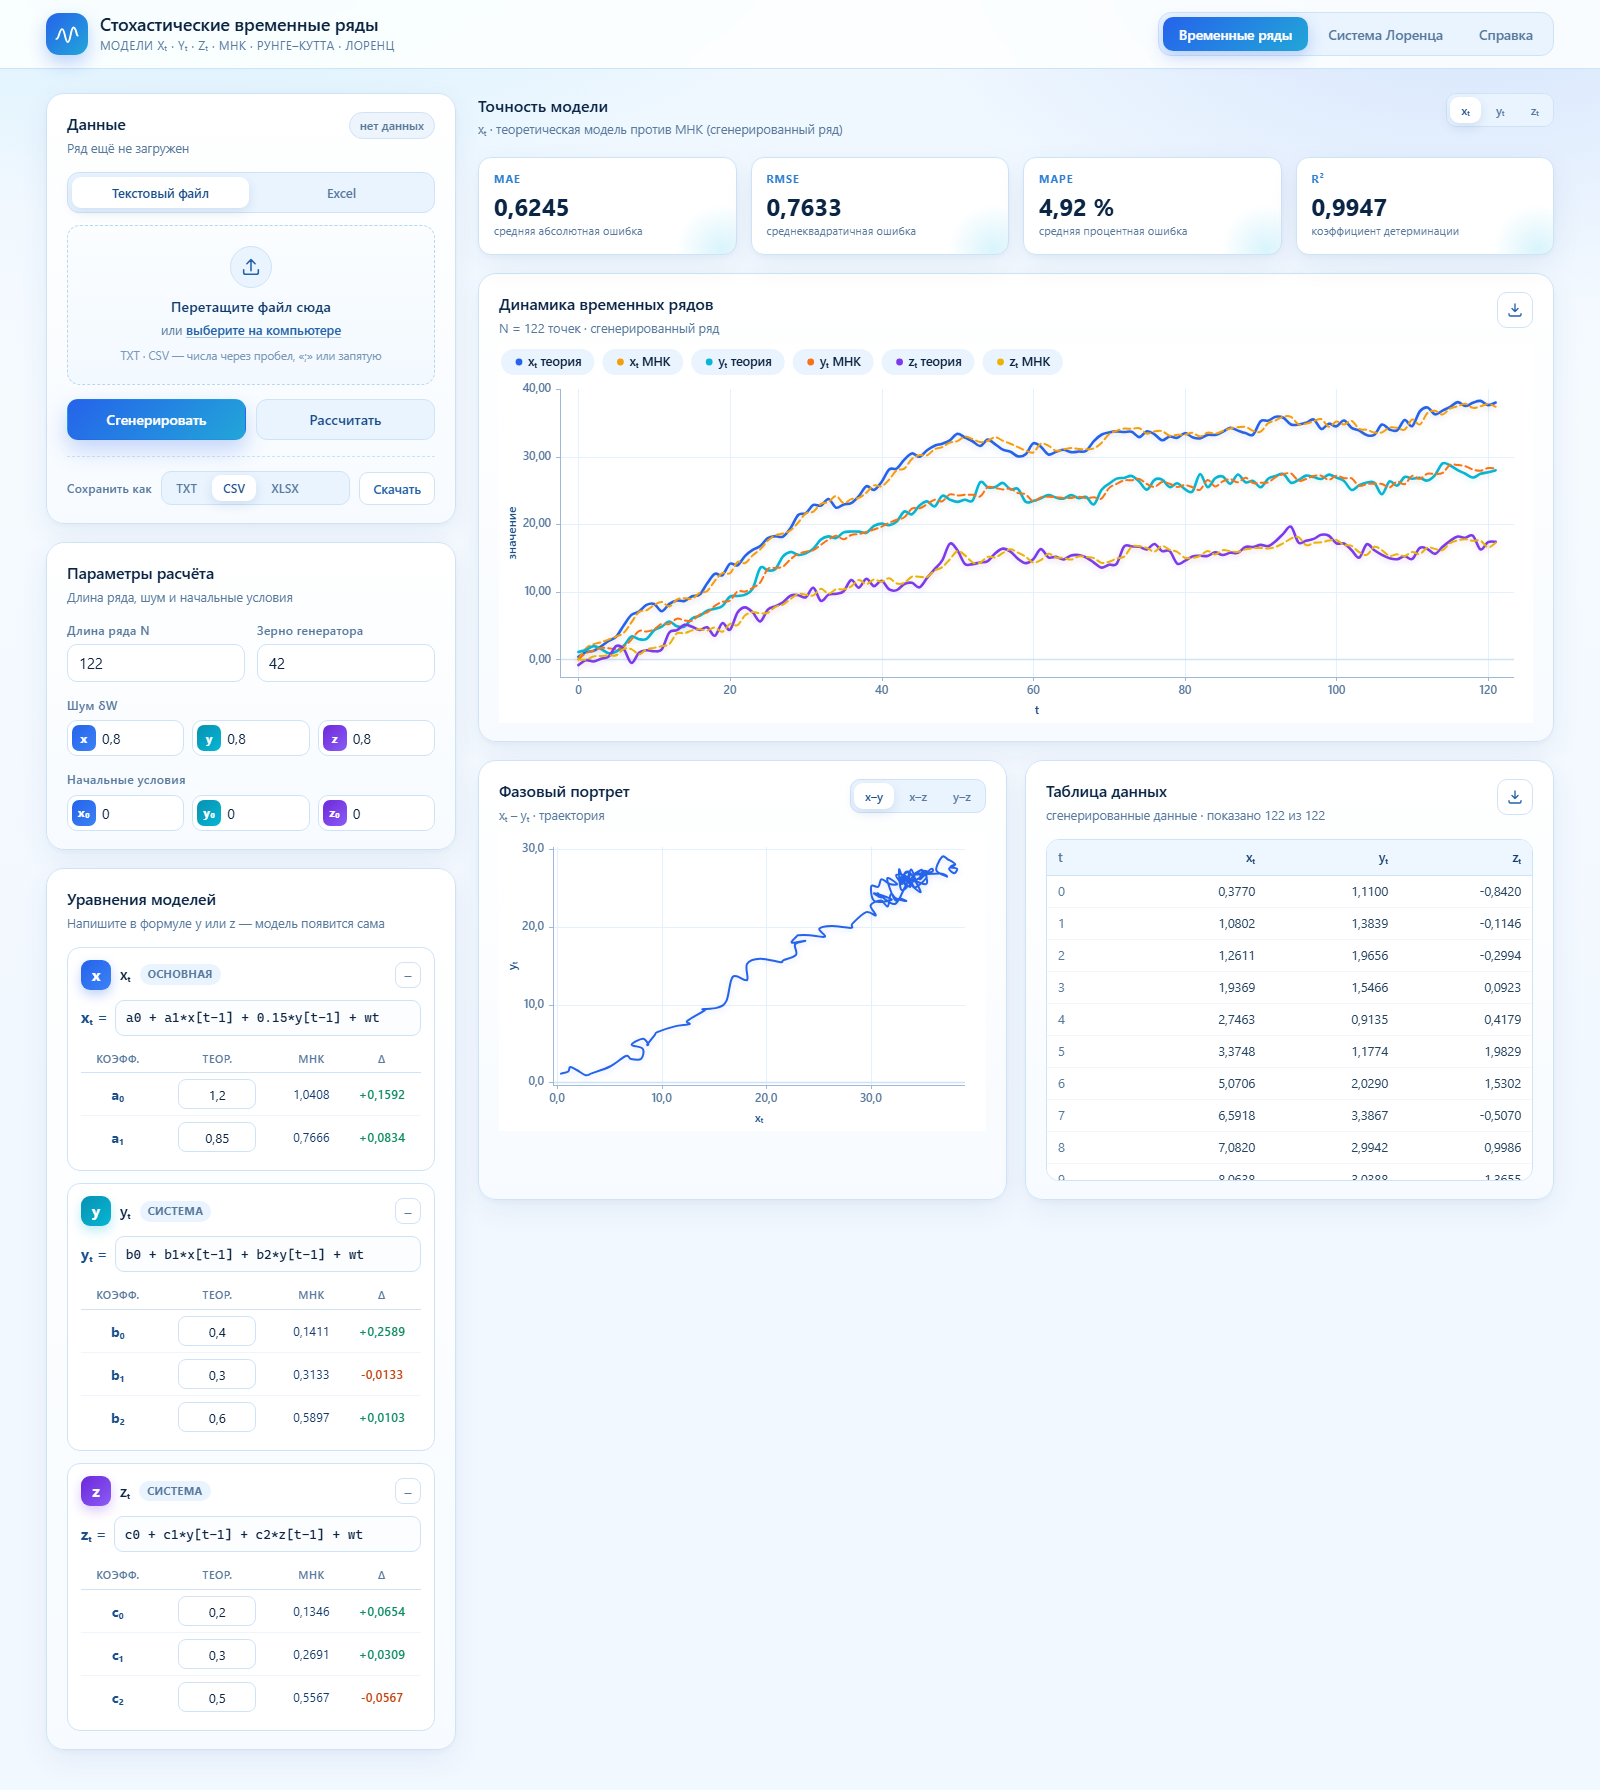 Стохастические временные ряды
МОДЕЛИ Xₜ · Yₜ · Zₜ · МНК · РУНГЕ–КУТТА · ЛОРЕНЦ
Временные ряды
Система Лоренца
Справка
Данные
нет данных
Ряд ещё не загружен
Текстовый файл
Excel
Перетащите файл сюда
или выберите на компьютере
TXT · CSV — числа через пробел, «;» или запятую
Сгенерировать
Рассчитать
Сохранить как
TXT
CSV
XLSX
Скачать
Параметры расчёта
Длина ряда, шум и начальные условия
Длина ряда N
Зерно генератора
122
42
Шум δW
x 0,8
y 0,8
z 0,8
Начальные условия
x₀ 0
y₀ 0
z₀ 0
Уравнения моделей
Напишите в формуле y или z — модель появится сама
x xₜ ОСНОВНАЯ –
xₜ = a0 + a1*x[t-1] + 0.15*y[t-1] + wt
КОЭФФ. ТЕОР. МНК Δ
a₀ 1,2 1,0408 +0,1592
a₁ 0,85 0,7666 +0,0834
y yₜ СИСТЕМА –
yₜ = b0 + b1*x[t-1] + b2*y[t-1] + wt
КОЭФФ. ТЕОР. МНК Δ
b₀ 0,4 0,1411 +0,2589
b₁ 0,3 0,3133 -0,0133
b₂ 0,6 0,5897 +0,0103
z zₜ СИСТЕМА –
zₜ = c0 + c1*y[t-1] + c2*z[t-1] + wt
КОЭФФ. ТЕОР. МНК Δ
c₀ 0,2 0,1346 +0,0654
c₁ 0,3 0,2691 +0,0309
c₂ 0,5 0,5567 -0,0567
Точность модели
xₜ · теоретическая модель против МНК (сгенерированный ряд)
xₜ yₜ zₜ
MAE
0,6245
средняя абсолютная ошибка
RMSE
0,7633
среднеквадратичная ошибка
MAPE
4,92 %
средняя процентная ошибка
R²
0,9947
коэффициент детерминации
Динамика временных рядов
N = 122 точек · сгенерированный ряд
xₜ теория
xₜ МНК
yₜ теория
yₜ МНК
zₜ теория
zₜ МНК
40,00
30,00
20,00
10,00
0,00
значение
0 20 40 60 80 100 120
t
Фазовый портрет
xₜ – yₜ · траектория
x–y x–z y–z
30,0
20,0
10,0
0,0
yₜ
0,0 10,0 20,0 30,0
xₜ
Таблица данных
сгенерированные данные · показано 122 из 122
t xₜ yₜ zₜ
0 0,3770 1,1100 -0,8420
1 1,0802 1,3839 -0,1146
2 1,2611 1,9656 -0,2994
3 1,9369 1,5466 0,0923
4 2,7463 0,9135 0,4179
5 3,3748 1,1774 1,9829
6 5,0706 2,0290 1,5302
7 6,5918 3,3867 -0,5070
8 7,0820 2,9942 0,9986
9 8,0638 3,0388 1,3655